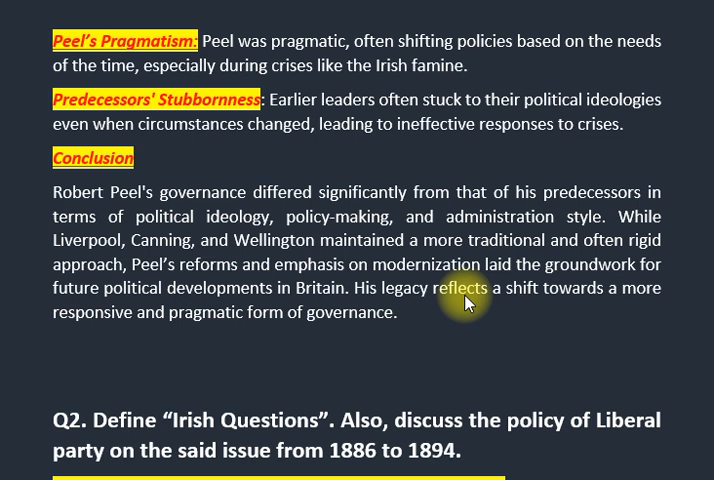 Peel’s Pragmatism: Peel was pragmatic, often shifting policies based on the needs
of the time, especially during crises like the Irish famine.
Predecessors' Stubbornness: Earlier leaders often stuck to their political ideologies
even when circumstances changed, leading to ineffective responses to crises.
Conclusion
Robert Peel's governance differed significantly from that of his predecessors in
terms of political ideology, policy-making, and administration style. While
Liverpool, Canning, and Wellington maintained a more traditional and often rigid
approach, Peel’s reforms and emphasis on modernization laid the groundwork for
future political developments in Britain. His legacy reflects a shift towards a more
responsive and pragmatic form of governance.
Q2. Define “Irish Questions”. Also, discuss the policy of Liberal
party on the said issue from 1886 to 1894.